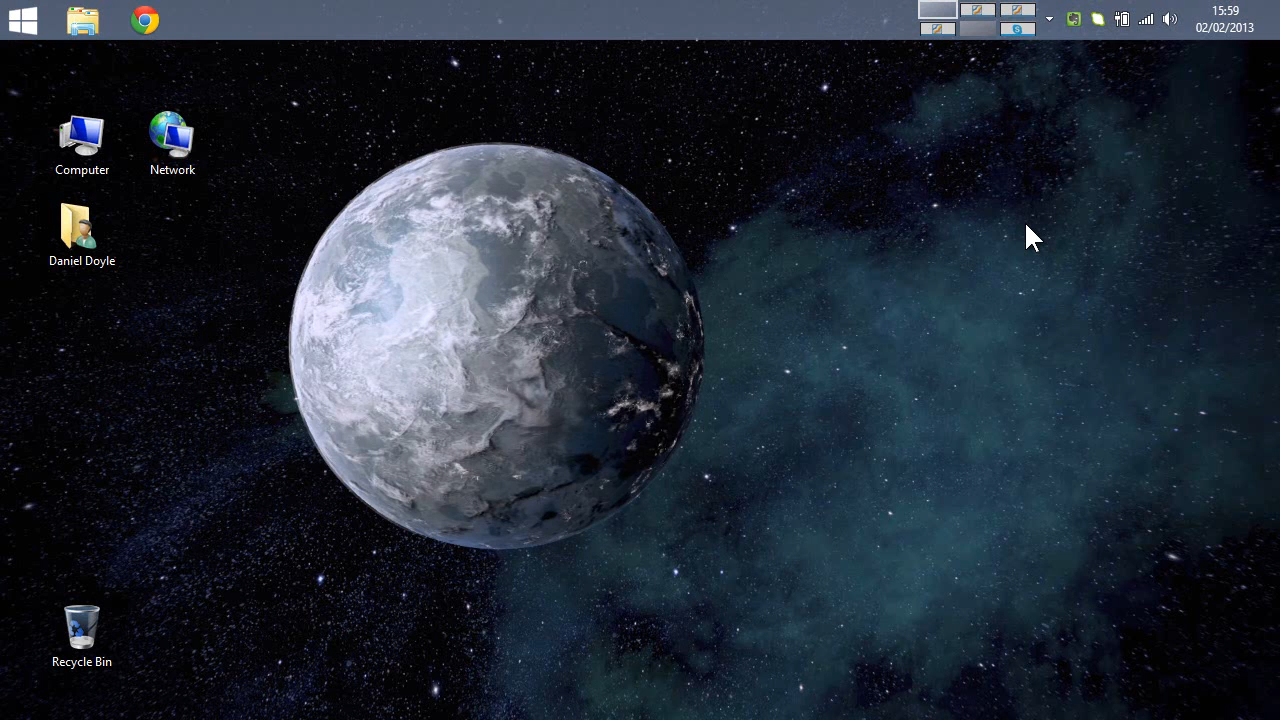 15:59
02/02/2013
Computer
Network
Daniel Doyle
Recycle Bin